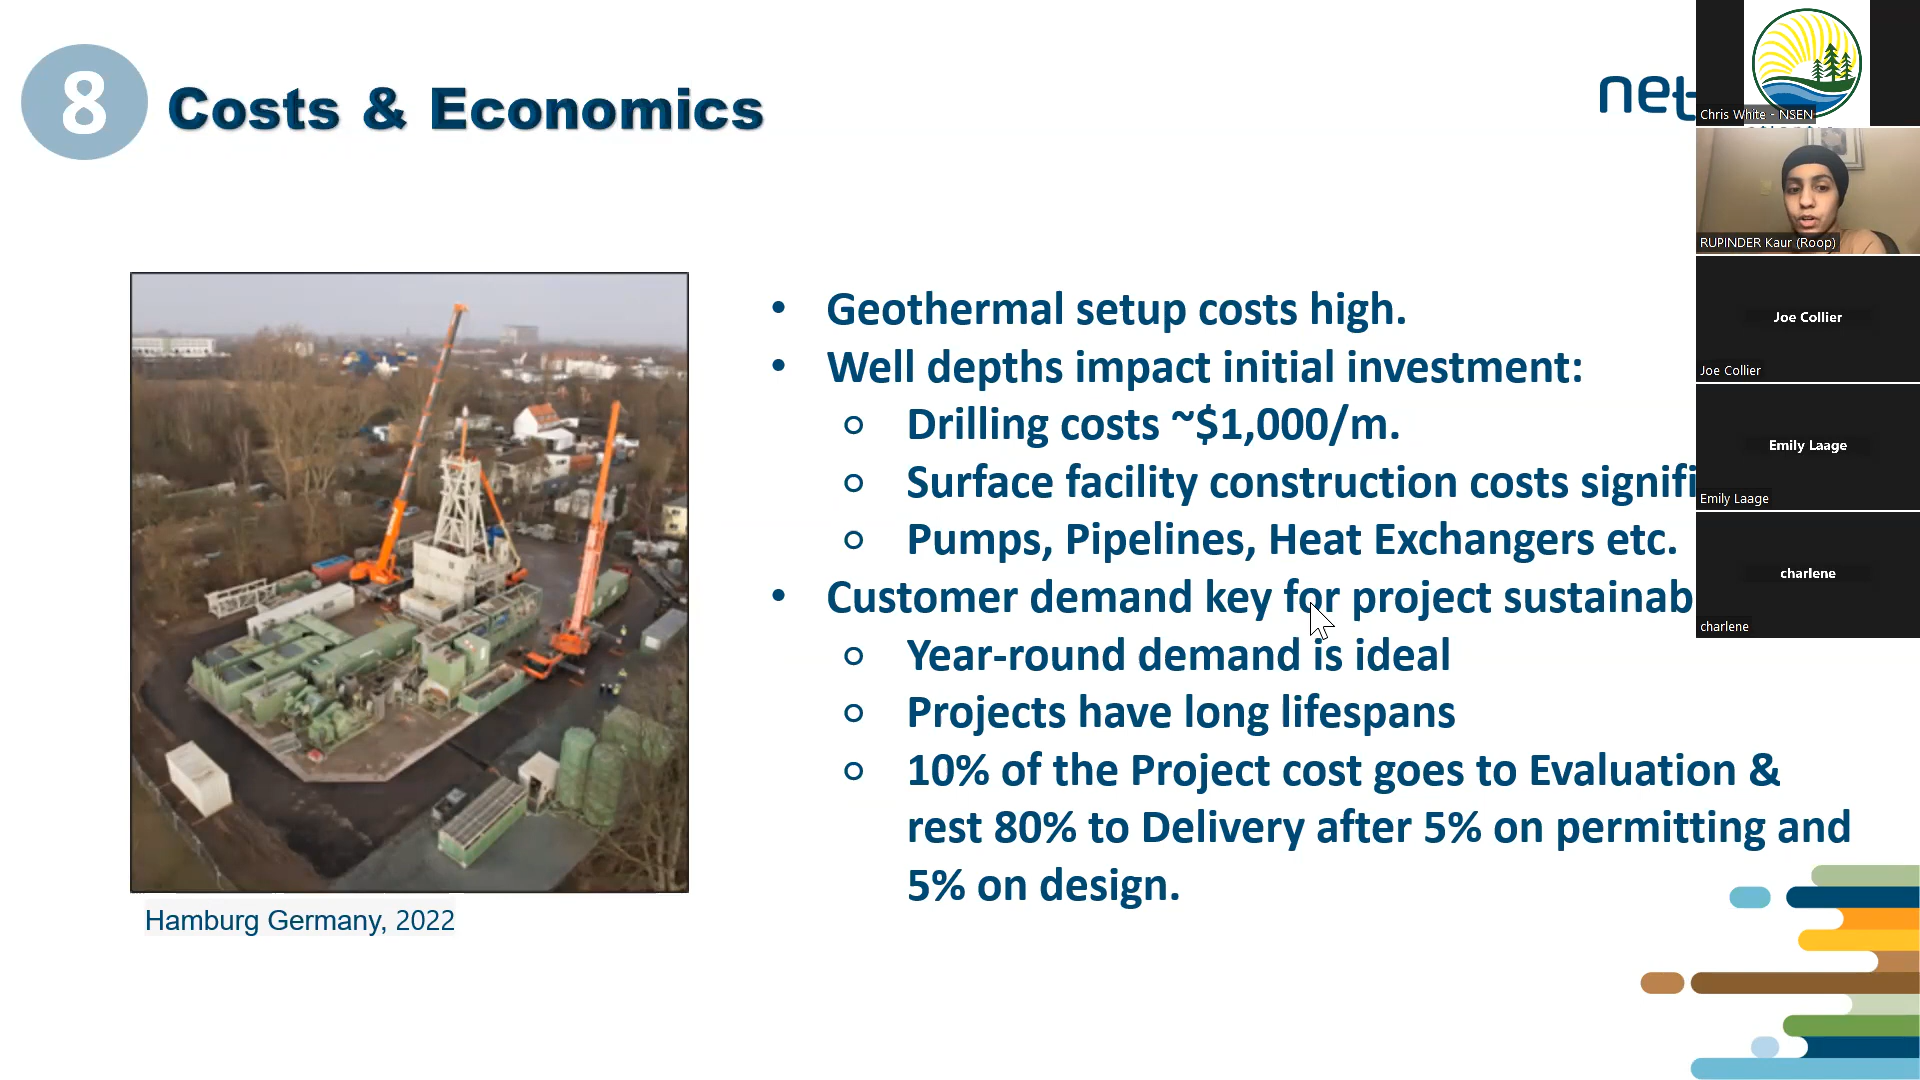 8
Costs & Economics
net
Geothermal setup costs high.
Well depths impact initial investment:
Drilling costs ~$1,000/m.
Surface facility construction costs
Pumps, Pipelines, Heat Exchangers etc.
Customer demand key for project
Year-round demand is ideal
Projects have long lifespans
10% of the Project cost goes to Evaluation &
rest 80% to Delivery after 5% on permitting and
5% on design.
Hamburg Germany, 2022
Chris White - NSEN
RUPINDER Kaur (Roop)
Joe Collier
Joe Collier
Emily Laage
Emily Laage
charlene
charlene